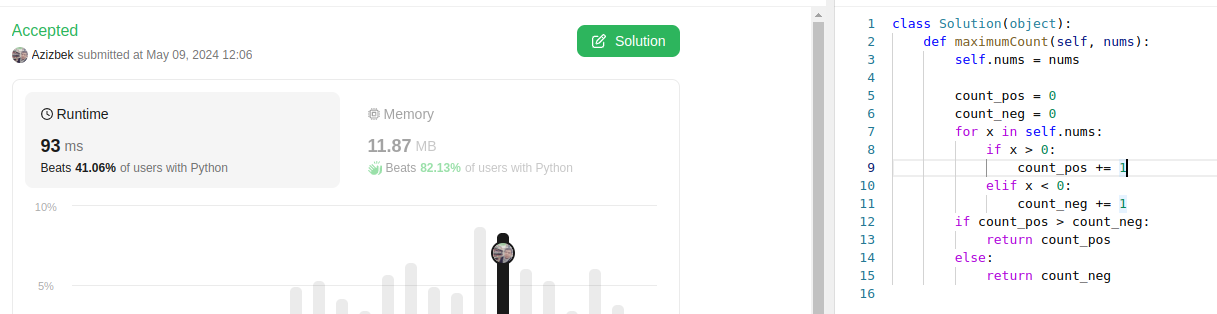 Accepted
Azizbek submitted at May 09, 2024 12:06
Solution
Runtime
93 ms
Beats 41.06% of users with Python
Memory
11.87 MB
Beats 82.13% of users with Python
10%
5%
1 class Solution(object):
2     def maximumCount(self, nums):
3         self.nums = nums
4
5         count_pos = 0
6         count_neg = 0
7         for x in self.nums:
8             if x > 0:
9                 count_pos += 1
10             elif x < 0:
11                 count_neg += 1
12         if count_pos > count_neg:
13             return count_pos
14         else:
15             return count_neg
16